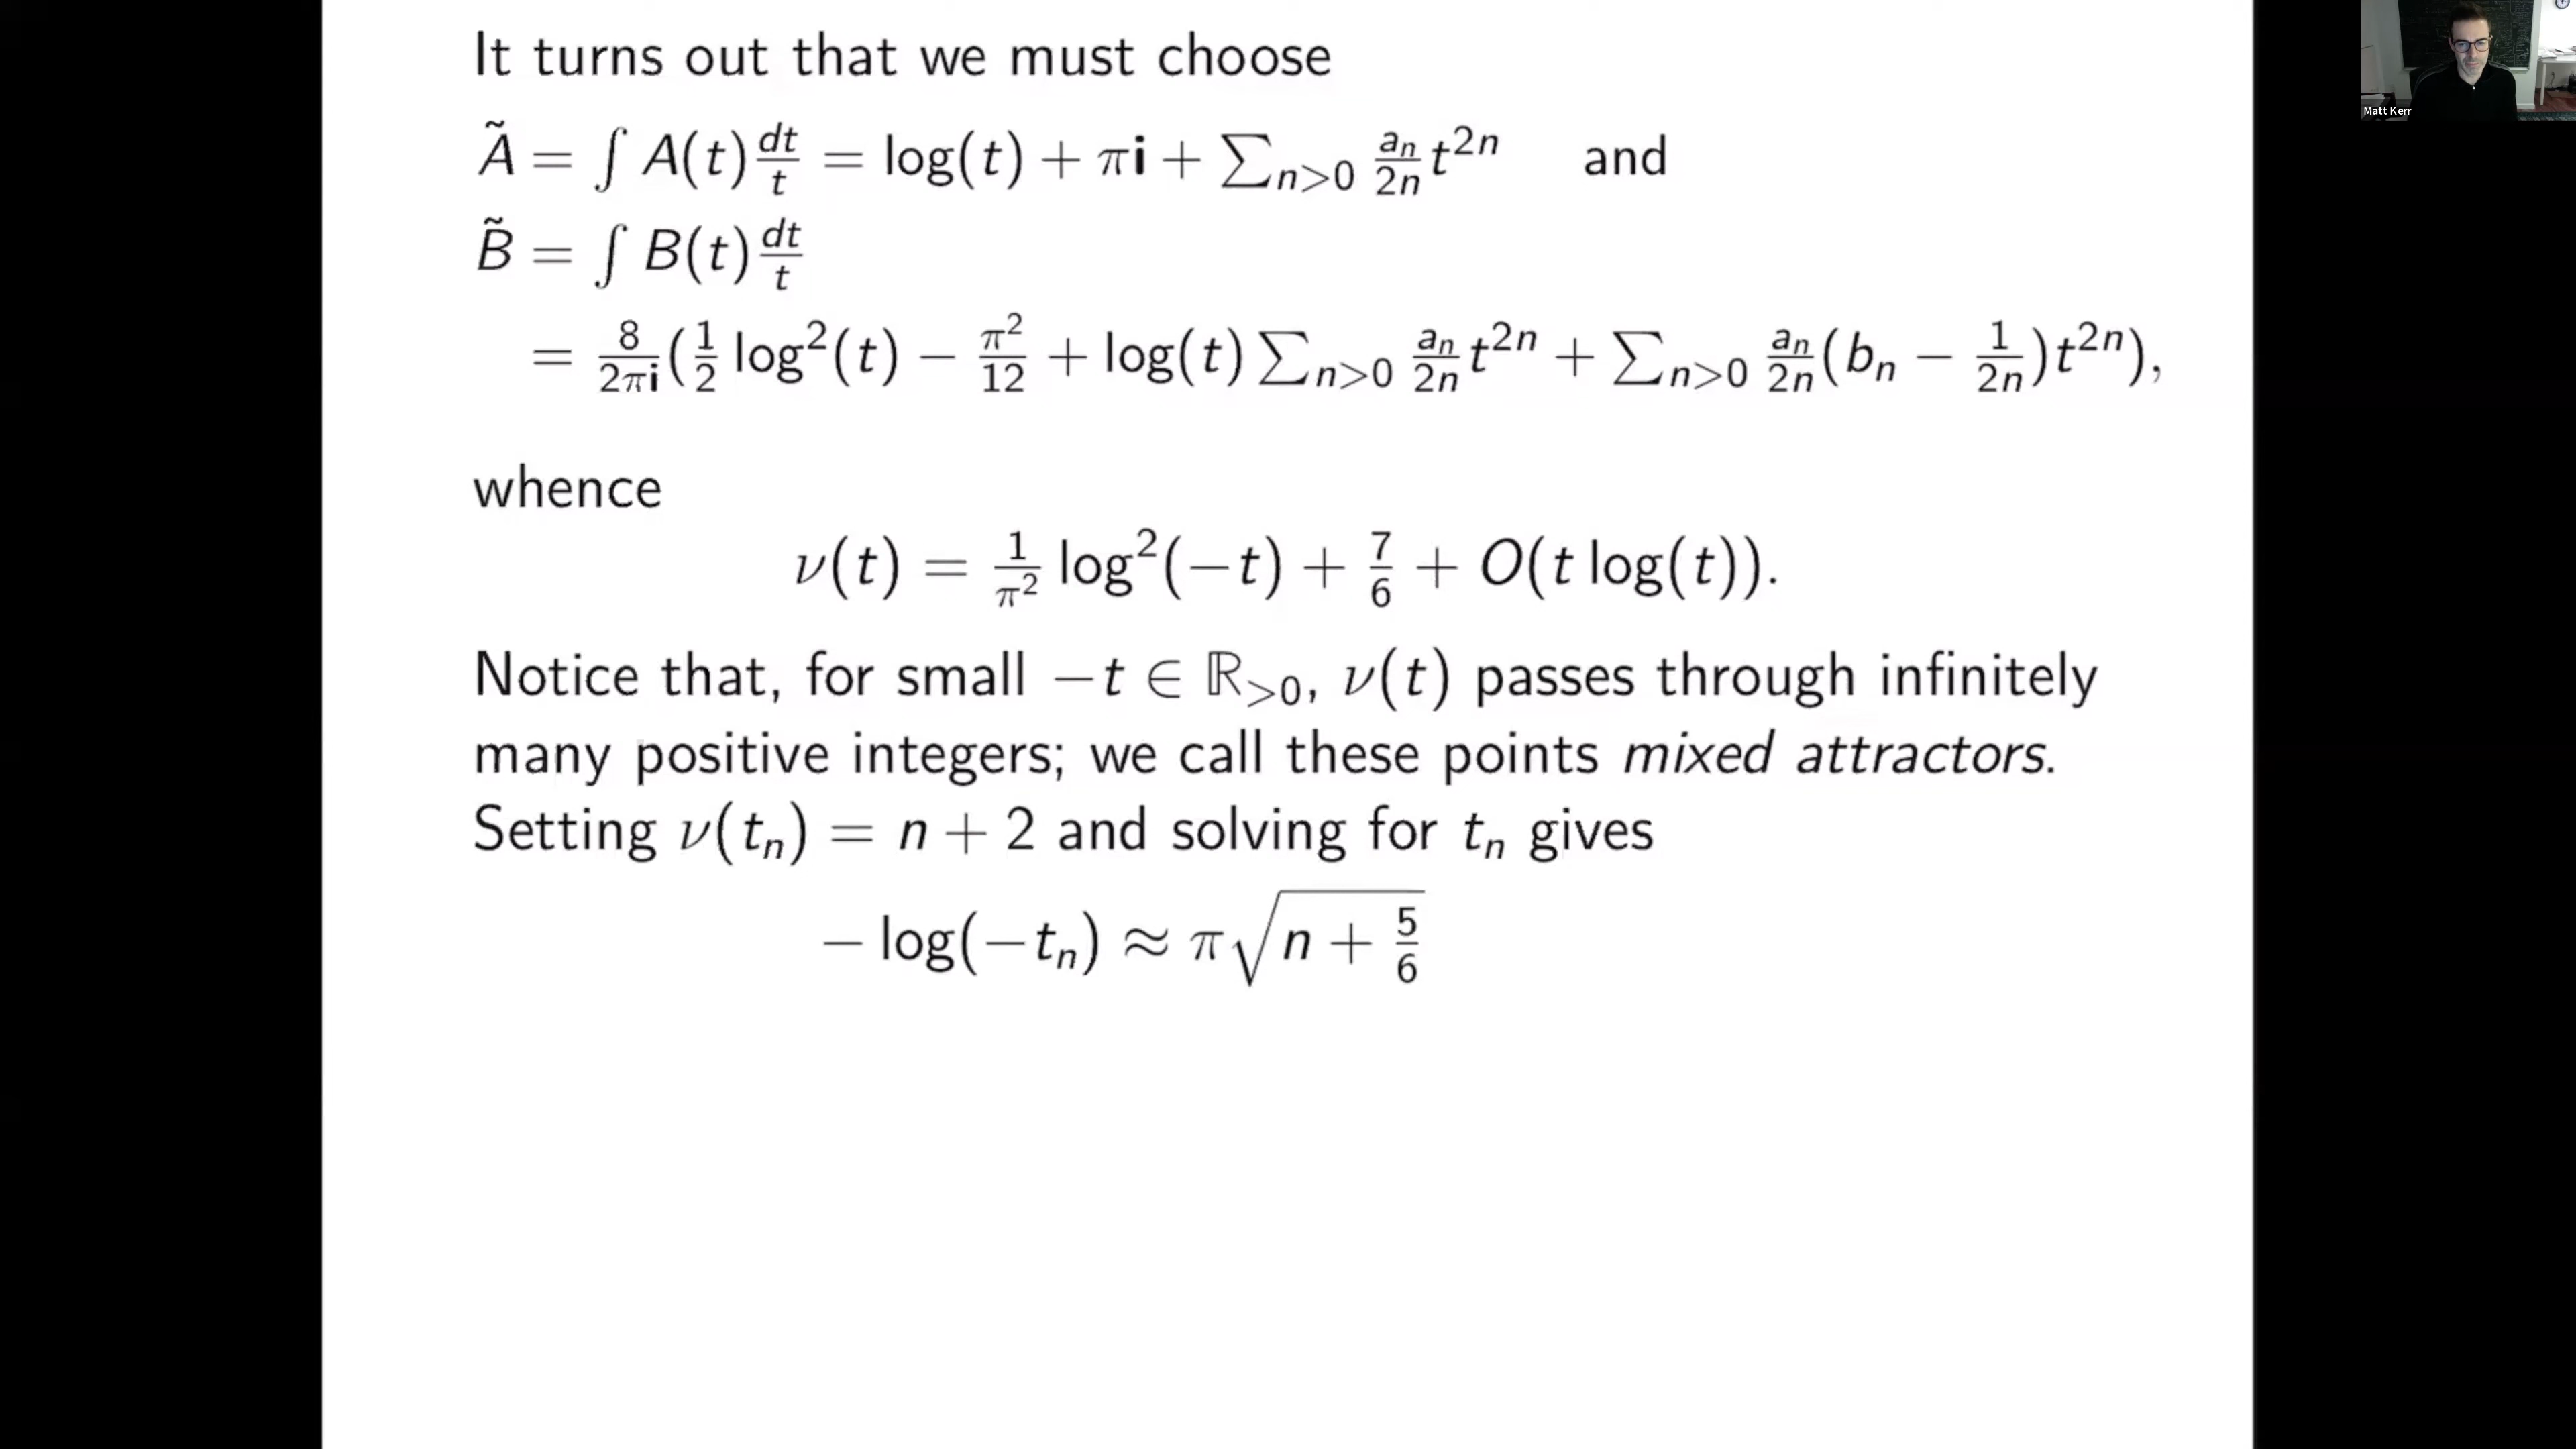 It turns out that we must choose
Ã = ∫ A(t) dt/t = log(t) + πi + ∑_{n>0} a_n/2n t^{2n} and
B̃ = ∫ B(t) dt/t
= 8/2πi (1/2 log²(t) − π²/12 + log(t) ∑_{n>0} a_n/2n t^{2n} + ∑_{n>0} a_n/2n (b_n − 1/2n) t^{2n}),
whence
ν(t) = 1/π² log²(−t) + 7/6 + O(t log(t)).
Notice that, for small −t ∈ ℝ_{>0}, ν(t) passes through infinitely
many positive integers; we call these points mixed attractors.
Setting ν(t_n) = n + 2 and solving for t_n gives
− log(−t_n) ≈ π√(n + 5/6)
Matt Kerr